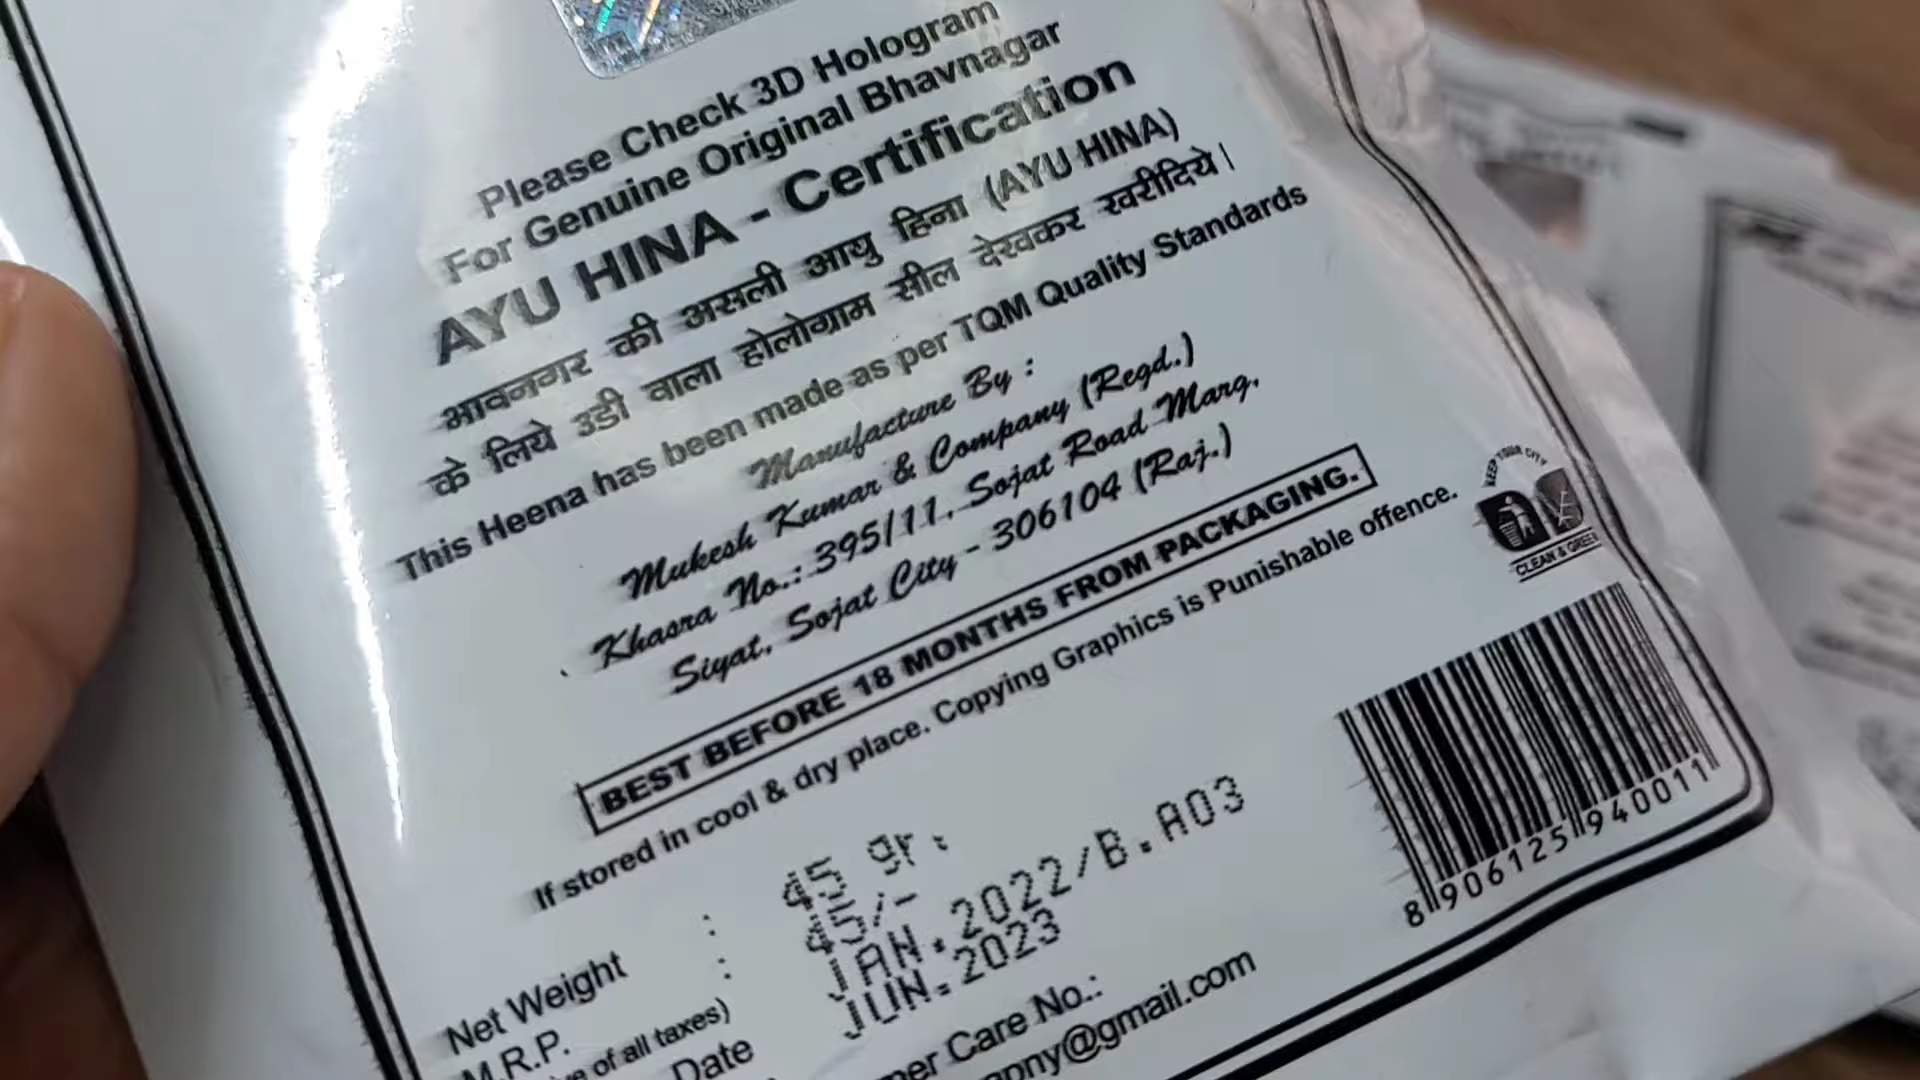 Please Check 3D Hologram
For Genuine Original Bhavnagar
AYU HINA - Certification
भावनगर की असली आयु हिना (AYU HINA)
के लिये 3डी वाला होलोग्राम सील देखकर खरीदिये।
This Heena has been made as per TQM Quality Standards
Manufacture By :
Mukesh Kumar & Company (Regd.)
Khasra No.: 395/11, Sojat Road Marg,
Siyat, Sojat City - 306104 (Raj.)
BEST BEFORE 18 MONTHS FROM PACKAGING.
If stored in cool & dry place. Copying Graphics is Punishable offence.
KEEP YOUR CITY
CLEAN & GREEN
8 906125 940011
Net Weight : 45 gr.
M.R.P. : 45/-
of all taxes)
Date JAN.2022/B.A03
JUN.2023
Care No.:
@gmail.com